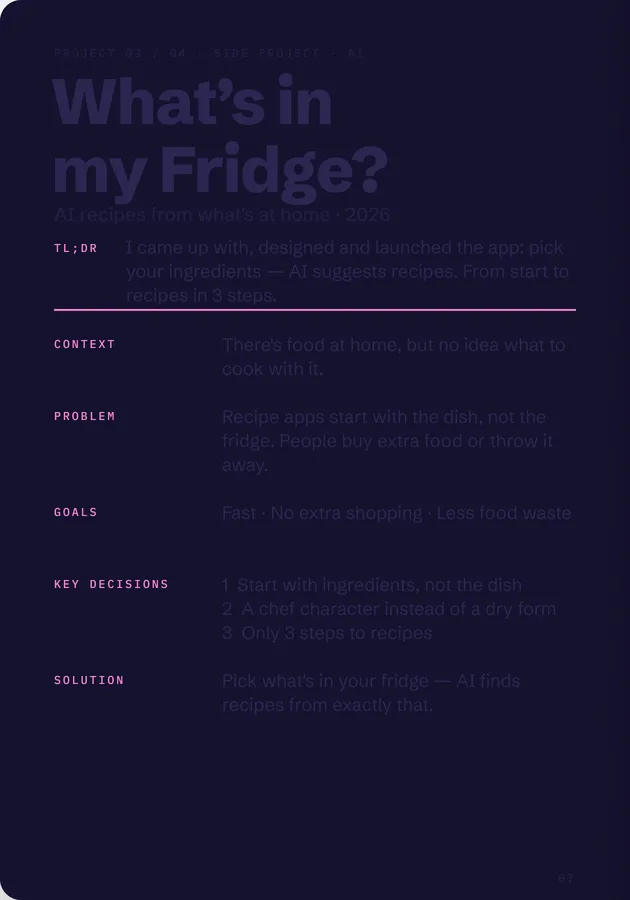 PROJECT 03 / 04 · SIDE PROJECT · AI
What's in
my Fridge?
AI recipes from what's at home · 2026
TL;DR I came up with, designed and launched the app: pick
your ingredients — AI suggests recipes. From start to
recipes in 3 steps.
CONTEXT There's food at home, but no idea what to
cook with it.
PROBLEM Recipe apps start with the dish, not the
fridge. People buy extra food or throw it
away.
GOALS Fast · No extra shopping · Less food waste
KEY DECISIONS 1 Start with ingredients, not the dish
2 A chef character instead of a dry form
3 Only 3 steps to recipes
SOLUTION Pick what's in your fridge — AI finds
recipes from exactly that.
07